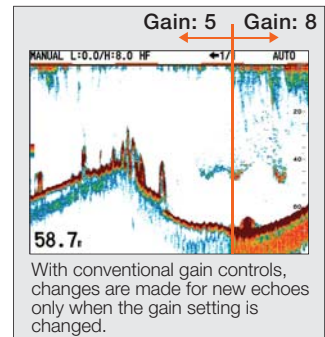 Gain: 5 Gain: 8
MANUAL L:0.0/H:8.0 HF ←1/ AUTO
20
40
60
58.7
With conventional gain controls,
changes are made for new echoes
only when the gain setting is
changed.